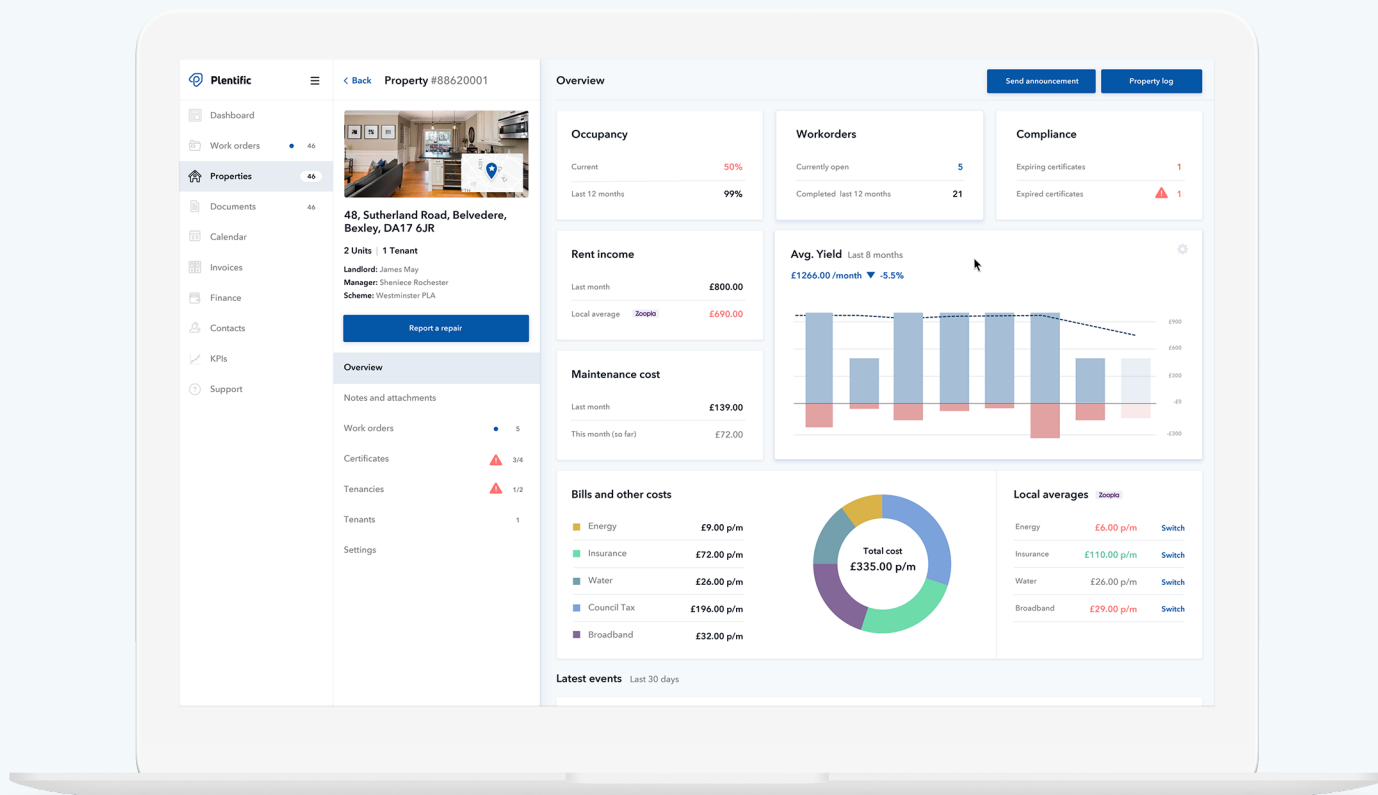 Plentific
Dashboard
Work orders 46
Properties 46
Documents 46
Calendar
Invoices
Finance
Contacts
KPIs
Support
Back Property #88620001
48, Sutherland Road, Belvedere,
Bexley, DA17 6JR
2 Units | 1 Tenant
Landlord: James May
Manager: Sheniece Rochester
Scheme: Westminster PLA
Report a repair
Overview
Notes and attachments
Work orders 5
Certificates 3/4
Tenancies 1/2
Tenants 1
Settings
Overview
Send announcement
Property log
Occupancy
Current 50%
Last 12 months 99%
Workorders
Currently open 5
Completed last 12 months 21
Compliance
Expiring certificates 1
Expired certificates 1
Rent income
Last month £800.00
Local average Zoopla £690.00
Maintenance cost
Last month £139.00
This month (so far) £72.00
Avg. Yield Last 8 months
£1266.00 /month ▼ -5.5%
£900
£600
£300
-£0
-£300
Bills and other costs
Energy £9.00 p/m
Insurance £72.00 p/m
Water £26.00 p/m
Council Tax £196.00 p/m
Broadband £32.00 p/m
Total cost
£335.00 p/m
Local averages Zoopla
Energy £6.00 p/m Switch
Insurance £110.00 p/m Switch
Water £26.00 p/m Switch
Broadband £29.00 p/m Switch
Latest events Last 30 days